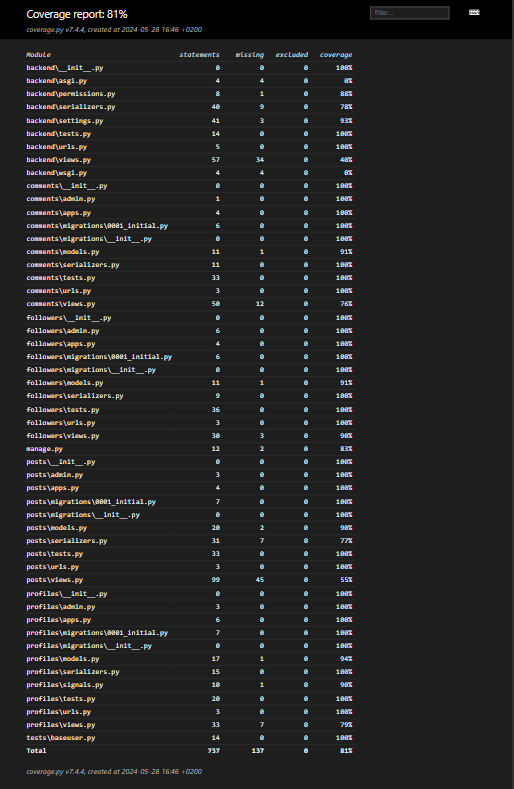 Coverage report: 81%
filter...
coverage.py v7.4.4, created at 2024-05-28 16:46 +0200
Module statements missing excluded coverage
backend\__init__.py 0 0 0 100%
backend\asgi.py 4 4 0 0%
backend\permissions.py 8 1 0 88%
backend\serializers.py 40 9 0 78%
backend\settings.py 41 3 0 93%
backend\tests.py 14 0 0 100%
backend\urls.py 5 0 0 100%
backend\views.py 57 34 0 40%
backend\wsgi.py 4 4 0 0%
comments\__init__.py 0 0 0 100%
comments\admin.py 1 0 0 100%
comments\apps.py 4 0 0 100%
comments\migrations\0001_initial.py 6 0 0 100%
comments\migrations\__init__.py 0 0 0 100%
comments\models.py 11 1 0 91%
comments\serializers.py 11 0 0 100%
comments\tests.py 33 0 0 100%
comments\urls.py 3 0 0 100%
comments\views.py 50 12 0 76%
followers\__init__.py 0 0 0 100%
followers\admin.py 6 0 0 100%
followers\apps.py 4 0 0 100%
followers\migrations\0001_initial.py 6 0 0 100%
followers\migrations\__init__.py 0 0 0 100%
followers\models.py 11 1 0 91%
followers\serializers.py 9 0 0 100%
followers\tests.py 36 0 0 100%
followers\urls.py 3 0 0 100%
followers\views.py 30 3 0 90%
manage.py 12 2 0 83%
posts\__init__.py 0 0 0 100%
posts\admin.py 3 0 0 100%
posts\apps.py 4 0 0 100%
posts\migrations\0001_initial.py 7 0 0 100%
posts\migrations\__init__.py 0 0 0 100%
posts\models.py 20 2 0 90%
posts\serializers.py 31 7 0 77%
posts\tests.py 33 0 0 100%
posts\urls.py 3 0 0 100%
posts\views.py 99 45 0 55%
profiles\__init__.py 0 0 0 100%
profiles\admin.py 3 0 0 100%
profiles\apps.py 6 0 0 100%
profiles\migrations\0001_initial.py 7 0 0 100%
profiles\migrations\__init__.py 0 0 0 100%
profiles\models.py 17 1 0 94%
profiles\serializers.py 15 0 0 100%
profiles\signals.py 10 1 0 90%
profiles\tests.py 20 0 0 100%
profiles\urls.py 3 0 0 100%
profiles\views.py 33 7 0 79%
tests\baseuser.py 14 0 0 100%
Total 737 137 0 81%
coverage.py v7.4.4, created at 2024-05-28 16:46 +0200